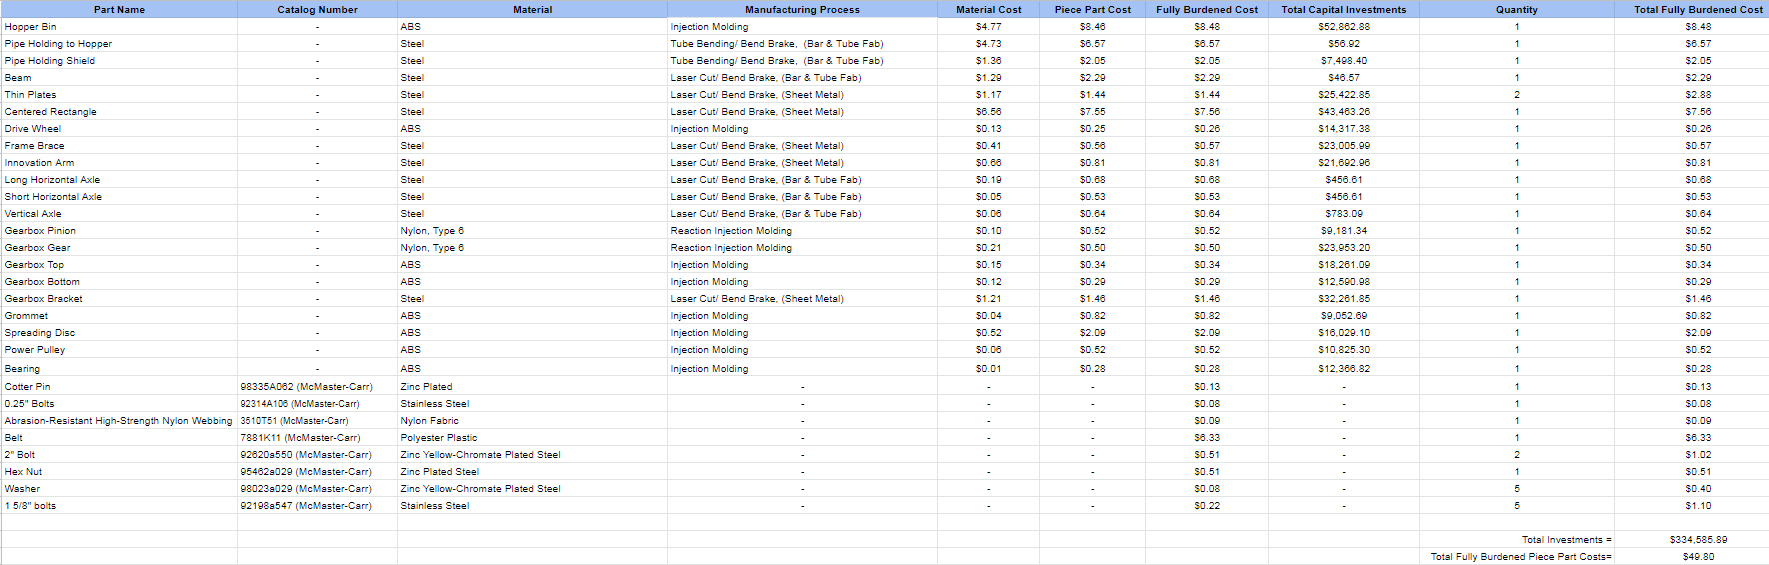 Part Name Catalog Number Material Manufacturing Process Material Cost Piece Part Cost Fully Burdened Cost Total Capital Investments Quantity Total Fully Burdened Cost
Hopper Bin - ABS Injection Molding $4.77 $8.46 $8.48 $52,862.88 1 $8.48
Pipe Holding to Hopper - Steel Tube Bending/ Bend Brake, (Bar & Tube Fab) $4.73 $6.57 $6.57 $56.92 1 $6.57
Pipe Holding Shield - Steel Tube Bending/ Bend Brake, (Bar & Tube Fab) $1.36 $2.05 $2.05 $7,498.40 1 $2.05
Beam - Steel Laser Cut/ Bend Brake, (Bar & Tube Fab) $1.29 $2.29 $2.29 $46.57 1 $2.29
Thin Plates - Steel Laser Cut/ Bend Brake, (Sheet Metal) $1.17 $1.44 $1.44 $25,422.85 2 $2.88
Centered Rectangle - Steel Laser Cut/ Bend Brake, (Sheet Metal) $6.56 $7.55 $7.56 $43,463.26 1 $7.56
Drive Wheel - ABS Injection Molding $0.13 $0.25 $0.26 $14,317.38 1 $0.26
Frame Brace - Steel Laser Cut/ Bend Brake, (Sheet Metal) $0.41 $0.56 $0.57 $23,005.99 1 $0.57
Innovation Arm - Steel Laser Cut/ Bend Brake, (Sheet Metal) $0.66 $0.81 $0.81 $21,692.96 1 $0.81
Long Horizontal Axle - Steel Laser Cut/ Bend Brake, (Bar & Tube Fab) $0.19 $0.68 $0.68 $456.61 1 $0.68
Short Horizontal Axle - Steel Laser Cut/ Bend Brake, (Bar & Tube Fab) $0.05 $0.53 $0.53 $456.61 1 $0.53
Vertical Axle - Steel Laser Cut/ Bend Brake, (Bar & Tube Fab) $0.06 $0.64 $0.64 $783.09 1 $0.64
Gearbox Pinion - Nylon, Type 6 Reaction Injection Molding $0.10 $0.52 $0.52 $9,181.34 1 $0.52
Gearbox Gear - Nylon, Type 6 Reaction Injection Molding $0.21 $0.50 $0.50 $23,953.20 1 $0.50
Gearbox Top - ABS Injection Molding $0.15 $0.34 $0.34 $18,261.09 1 $0.34
Gearbox Bottom - ABS Injection Molding $0.12 $0.29 $0.29 $12,590.98 1 $0.29
Gearbox Bracket - Steel Laser Cut/ Bend Brake, (Sheet Metal) $1.21 $1.46 $1.46 $32,261.85 1 $1.46
Grommet - ABS Injection Molding $0.04 $0.82 $0.82 $9,052.69 1 $0.82
Spreading Disc - ABS Injection Molding $0.52 $2.09 $2.09 $16,029.10 1 $2.09
Power Pulley - ABS Injection Molding $0.06 $0.52 $0.52 $10,825.30 1 $0.52
Bearing - ABS Injection Molding $0.01 $0.28 $0.28 $12,366.82 1 $0.28
Cotter Pin 98335A062 (McMaster-Carr) Zinc Plated - - - $0.13 - 1 $0.13
0.25" Bolts 92314A106 (McMaster-Carr) Stainless Steel - - - $0.08 - 1 $0.08
Abrasion-Resistant High-Strength Nylon Webbing 3510T51 (McMaster-Carr) Nylon Fabric - - - $0.09 - 1 $0.09
Belt 7881K11 (McMaster-Carr) Polyester Plastic - - - $6.33 - 1 $6.33
2" Bolt 92620a550 (McMaster-Carr) Zinc Yellow-Chromate Plated Steel - - - $0.51 - 2 $1.02
Hex Nut 95462a029 (McMaster-Carr) Zinc Plated Steel - - - $0.51 - 1 $0.51
Washer 98023a029 (McMaster-Carr) Zinc Yellow-Chromate Plated Steel - - - $0.08 - 5 $0.40
1 5/8" bolts 92198a547 (McMaster-Carr) Stainless Steel - - - $0.22 - 5 $1.10
Total Investments = $334,585.89
Total Fully Burdened Piece Part Costs= $49.80